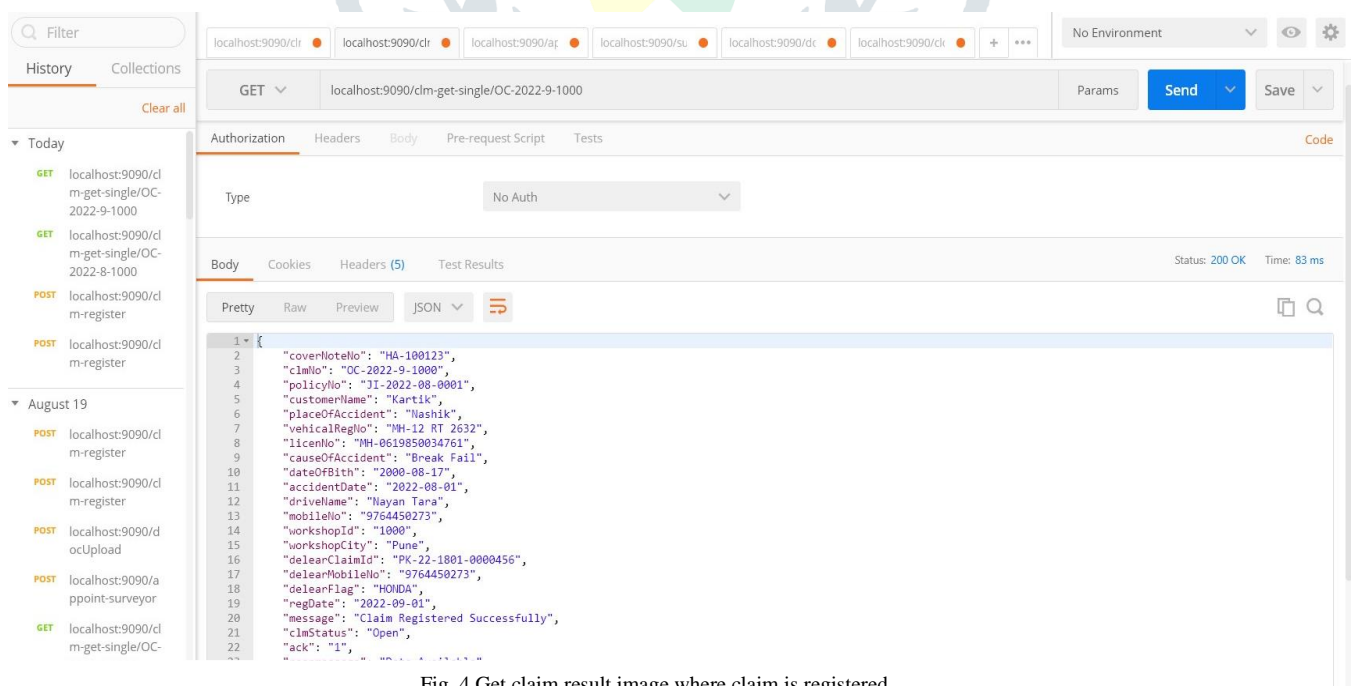 Filter
History Collections
Clear all
Today
GET localhost:9090/cl
m-get-single/OC-
2022-9-1000
GET localhost:9090/cl
m-get-single/OC-
2022-8-1000
POST localhost:9090/cl
m-register
POST localhost:9090/cl
m-register
August 19
POST localhost:9090/cl
m-register
POST localhost:9090/cl
m-register
POST localhost:9090/d
ocUpload
POST localhost:9090/a
ppoint-surveyor
GET localhost:9090/cl
m-get-single/OC-
localhost:9090/clr localhost:9090/clr localhost:9090/ap localhost:9090/su localhost:9090/dc localhost:9090/clc + ••• No Environment
GET localhost:9090/clm-get-single/OC-2022-9-1000 Params Send Save
Authorization Headers Body Pre-request Script Tests Code
Type No Auth
Body Cookies Headers (5) Test Results Status: 200 OK Time: 83 ms
Pretty Raw Preview JSON
1 {
2 "coverNoteNo": "HA-100123",
3 "clmNo": "OC-2022-9-1000",
4 "policyNo": "JI-2022-08-0001",
5 "customerName": "Kartik",
6 "placeOfAccident": "Nashik",
7 "vehicalRegNo": "MH-12 RT 2632",
8 "licenNo": "MH-0619850034761",
9 "causeOfAccident": "Break Fail",
10 "dateOfBith": "2000-08-17",
11 "accidentDate": "2022-08-01",
12 "driveName": "Nayan Tara",
13 "mobileNo": "9764450273",
14 "workshopId": "1000",
15 "workshopCity": "Pune",
16 "delearClaimId": "PK-22-1801-0000456",
17 "delearMobileNo": "9764450273",
18 "delearFlag": "HONDA",
19 "regDate": "2022-09-01",
20 "message": "Claim Registered Successfully",
21 "clmStatus": "Open",
22 "ack": "1",
Fig. 4 Get claim result image where claim is registered